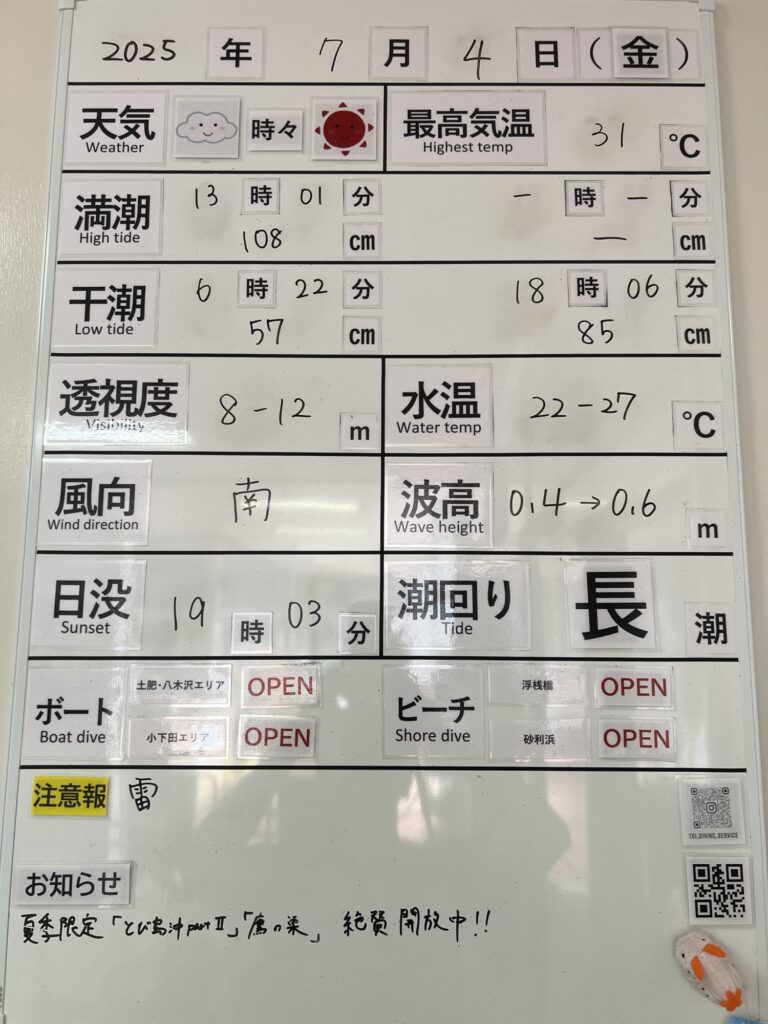 2025 年 7 月 4 日 (金)
天気 時々 最高気温 31 ℃
Weather Highest temp
満潮 13 時 01 分 － 時 － 分
High tide 108 cm － cm
干潮 6 時 22 分 18 時 06 分
Low tide 57 cm 85 cm
透視度 8-12 m 水温 22-27 ℃
Visibility Water temp
風向 南 波高 0.4→0.6 m
Wind direction Wave height
日没 19 時 03 分 潮回り 長 潮
Sunset Tide
ボート 土肥・八木沢エリア OPEN ビーチ 浮桟橋 OPEN
Boat dive 小下田エリア OPEN Shore dive 砂利浜 OPEN
注意報 雷
TOI_DIVING_SERVICE
お知らせ
夏季限定「とび島沖partⅡ」「鷹の巣」 絶賛開放中!!